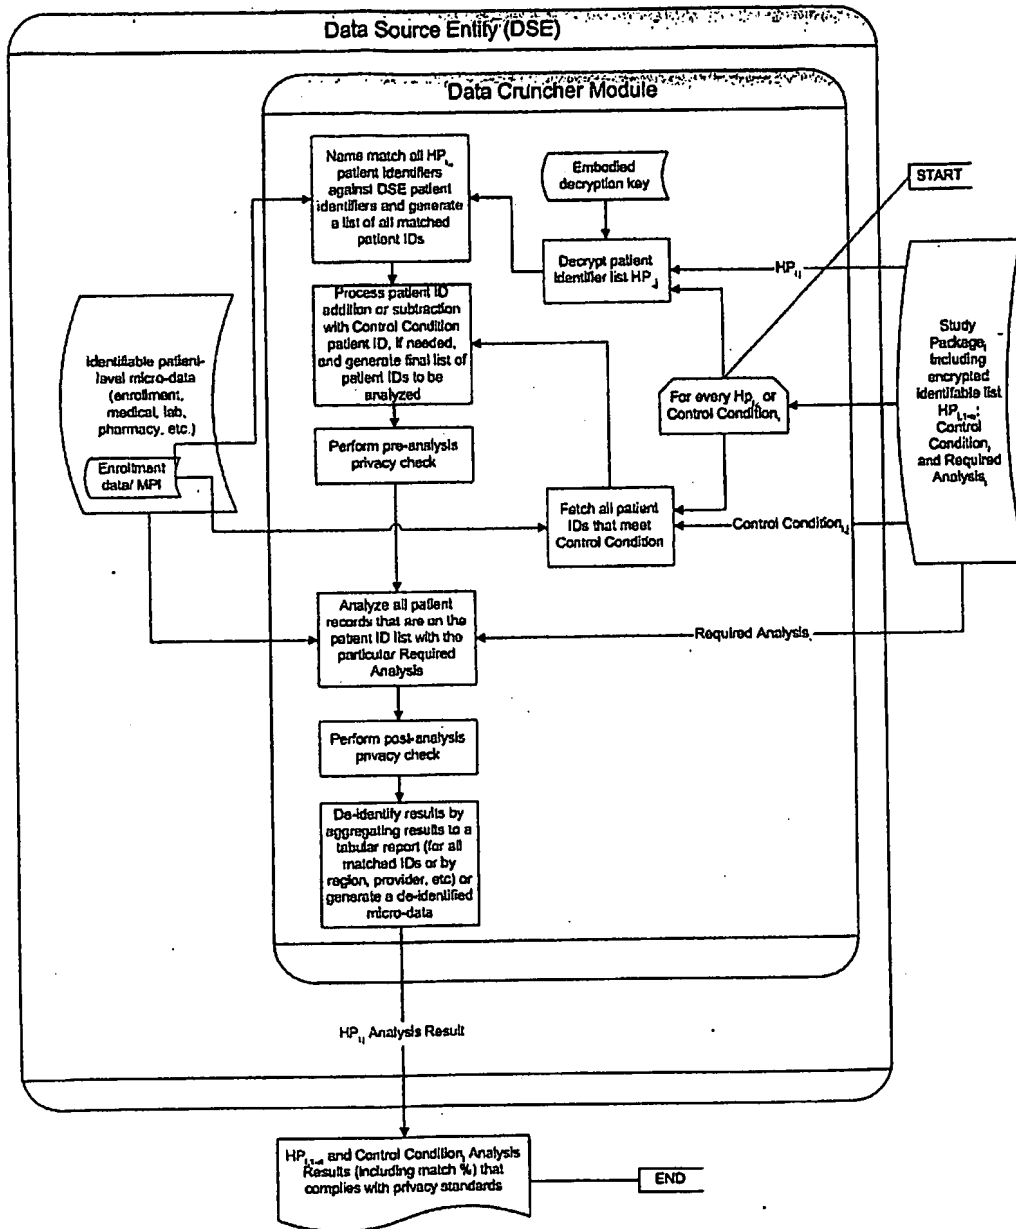 Data Source Entity (DSE)
Data Cruncher Module
Name match all HP
patient identifiers
against DSE patient
identifiers and generate
a list of all matched
patient IDs
Embodied
decryption key
START
Decrypt patient
identifier list HP
HP
Process patient ID
addition or subtraction
with Control Condition
patient ID, if needed,
and generate final list of
patient IDs to be
analyzed
Identifiable patient-
level micro-data
(enrollment,
medical, lab,
pharmacy, etc.)
Enrollment
data/ MPI
For every Hp or
Control Condition
Study
Package
including
encrypted
identifiable list
HP
Control
Condition
and Required
Analysis
Perform pre-analysis
privacy check
Fetch all patient
IDs that meet
Control Condition
Control Condition
Analyze all patient
records that are on the
patient ID list with the
particular Required
Analysis
Required Analysis
Perform post-analysis
privacy check
De-identify results by
aggregating results to a
tabular report (for all
matched IDs or by
region, provider, etc) or
generate a de-identified
micro-data
HP Analysis Result
HP and Control Condition Analysis
Results (including match %) that
complies with privacy standards
END